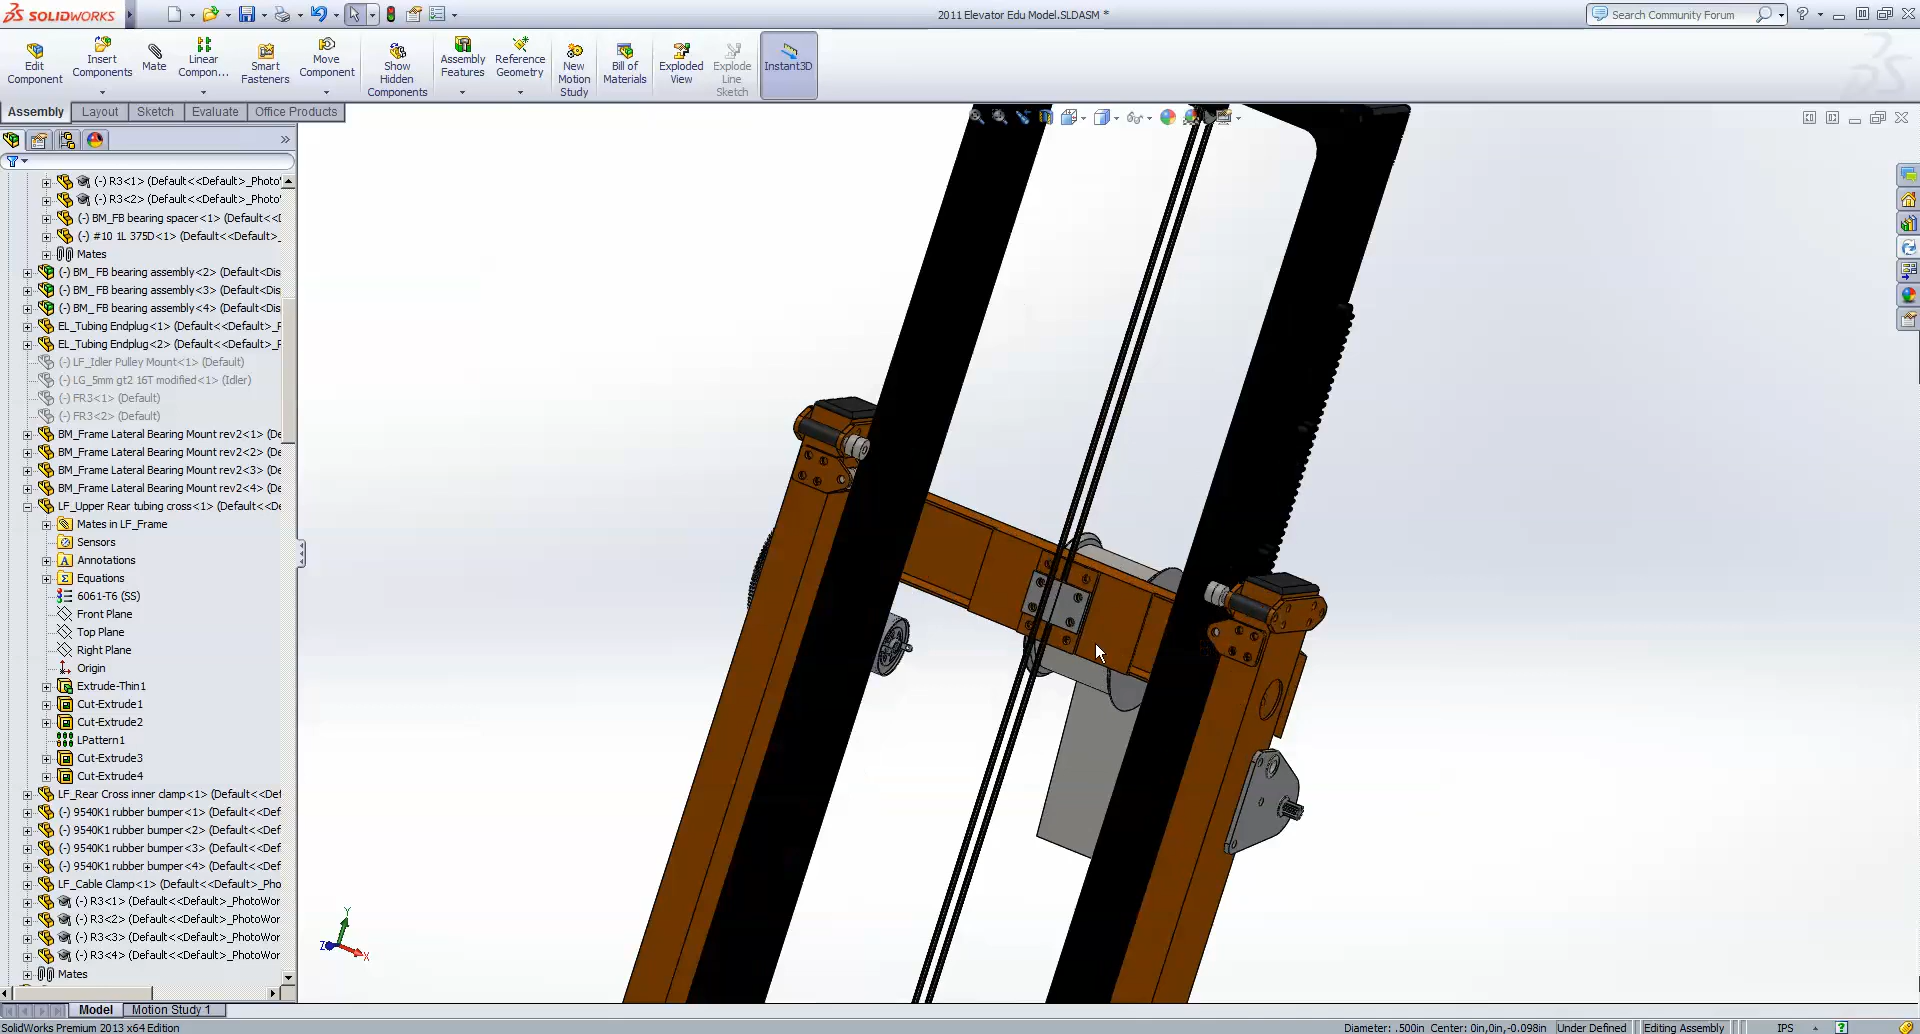 SOLIDWORKS
2011 Elevator Edu Model.SLDASM *
Search Community Forum
Edit Component
Insert Components
Mate
Linear Compon...
Smart Fasteners
Move Component
Show Hidden Components
Assembly Features
Reference Geometry
New Motion Study
Bill of Materials
Exploded View
Explode Line Sketch
Instant3D
Assembly Layout Sketch Evaluate Office Products
(-) R3<1> (Default<<Default>_Photo
(-) R3<2> (Default<<Default>_Photo
(-) BM_FB bearing spacer<1> (Default<<
(-) #10 1L 375D<1> (Default<<Default>_
Mates
(-) BM_ FB bearing assembly<2> (Default<Dis
(-) BM_ FB bearing assembly<3> (Default<Dis
(-) BM_ FB bearing assembly<4> (Default<Dis
EL_Tubing Endplug<1> (Default<<Default>_F
EL_Tubing Endplug<2> (Default<<Default>_F
(-) LF_Idler Pulley Mount<1> (Default)
(-) LG_5mm gt2 16T modified<1> (Idler)
(-) FR3<1> (Default)
(-) FR3<2> (Default)
BM_Frame Lateral Bearing Mount rev2<1> (De
BM_Frame Lateral Bearing Mount rev2<2> (De
BM_Frame Lateral Bearing Mount rev2<3> (De
BM_Frame Lateral Bearing Mount rev2<4> (De
LF_Upper Rear tubing cross<1> (Default<<De
Mates in LF_Frame
Sensors
Annotations
Equations
6061-T6 (SS)
Front Plane
Top Plane
Right Plane
Origin
Extrude-Thin1
Cut-Extrude1
Cut-Extrude2
LPattern1
Cut-Extrude3
Cut-Extrude4
LF_Rear Cross inner clamp<1> (Default<<Def
(-) 9540K1 rubber bumper<1> (Default<<Def
(-) 9540K1 rubber bumper<2> (Default<<Def
(-) 9540K1 rubber bumper<3> (Default<<Def
(-) 9540K1 rubber bumper<4> (Default<<Def
LF_Cable Clamp<1> (Default<<Default>_Pho
(-) R3<1> (Default<<Default>_PhotoWor
(-) R3<2> (Default<<Default>_PhotoWor
(-) R3<3> (Default<<Default>_PhotoWor
(-) R3<4> (Default<<Default>_PhotoWor
Mates
Y
Z
X
Model Motion Study 1
SolidWorks Premium 2013 x64 Edition
Diameter: .500in Center: 0in,0in,-0.098in Under Defined Editing Assembly IPS